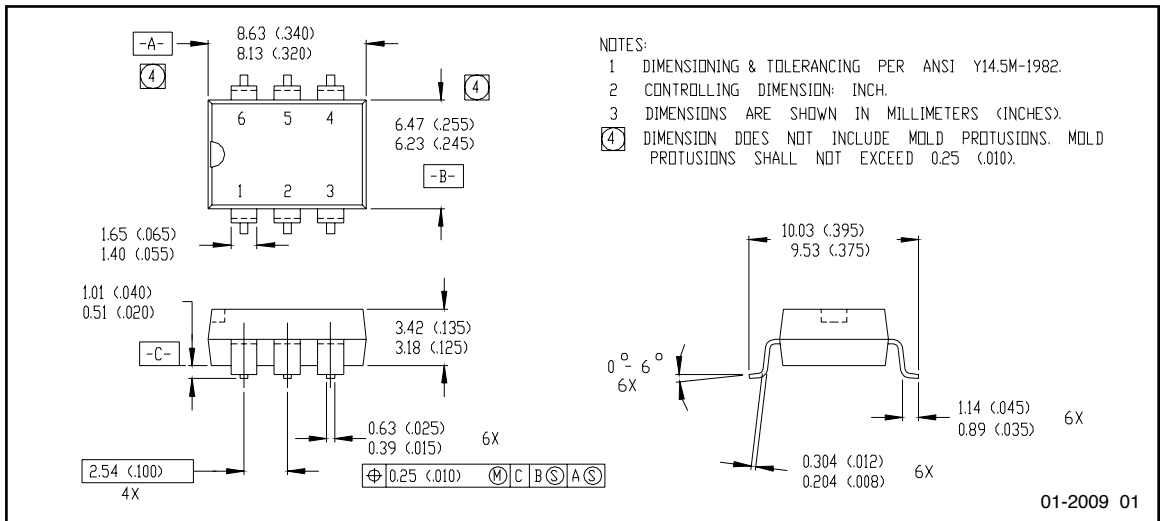 -A-
8.63 (.340)
8.13 (.320)
4
4
6 5 4
1 2 3
6.47 (.255)
6.23 (.245)
-B-
1.65 (.065)
1.40 (.055)
1.01 (.040)
0.51 (.020)
-C-
3.42 (.135)
3.18 (.125)
0.63 (.025)
0.39 (.015)
6X
2.54 (.100)
4X
⌖ 0.25 (.010) Ⓜ C B Ⓢ A Ⓢ
NOTES:
1 DIMENSIONING & TOLERANCING PER ANSI Y14.5M-1982.
2 CONTROLLING DIMENSION: INCH.
3 DIMENSIONS ARE SHOWN IN MILLIMETERS (INCHES).
4 DIMENSION DOES NOT INCLUDE MOLD PROTUSIONS. MOLD
PROTUSIONS SHALL NOT EXCEED 0.25 (.010).
10.03 (.395)
9.53 (.375)
0° - 6°
6X
1.14 (.045)
0.89 (.035)
6X
0.304 (.012)
0.204 (.008)
6X
01-2009 01